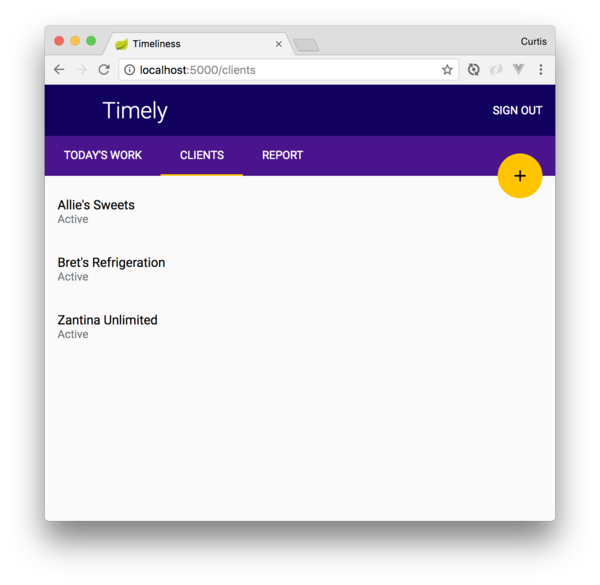 Timeliness
Curtis
localhost:5000/clients
Timely
SIGN OUT
TODAY'S WORK
CLIENTS
REPORT
+
Allie's Sweets
Active
Bret's Refrigeration
Active
Zantina Unlimited
Active